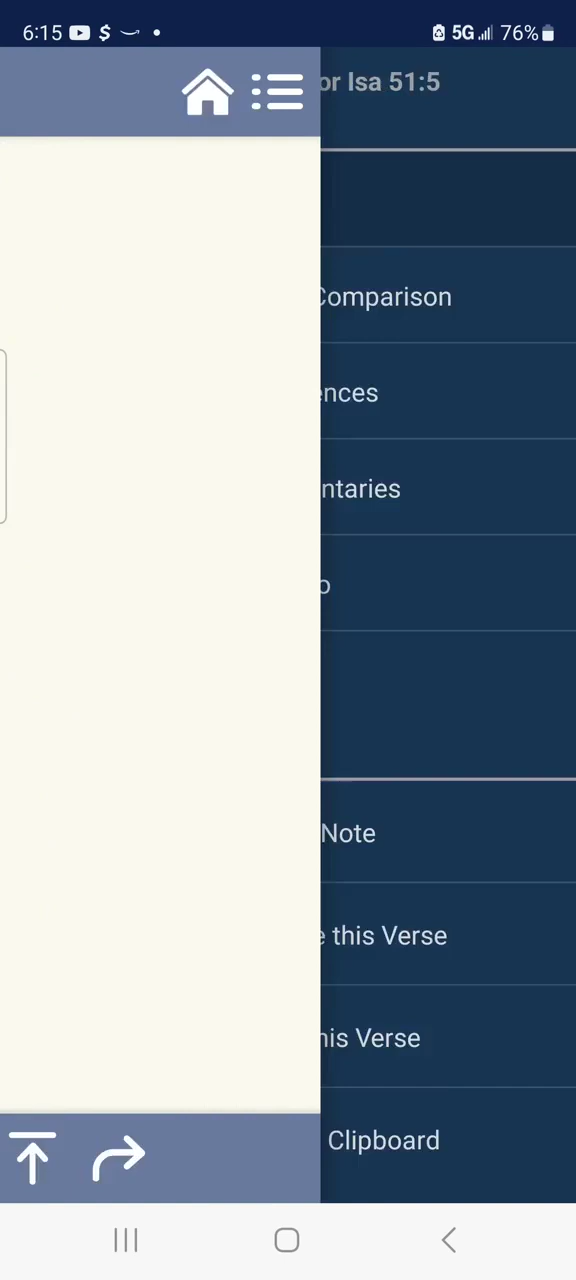 6:15 $ 5G 76%
or Isa 51:5
Comparison
ences
ntaries
o
Note
e this Verse
his Verse
Clipboard